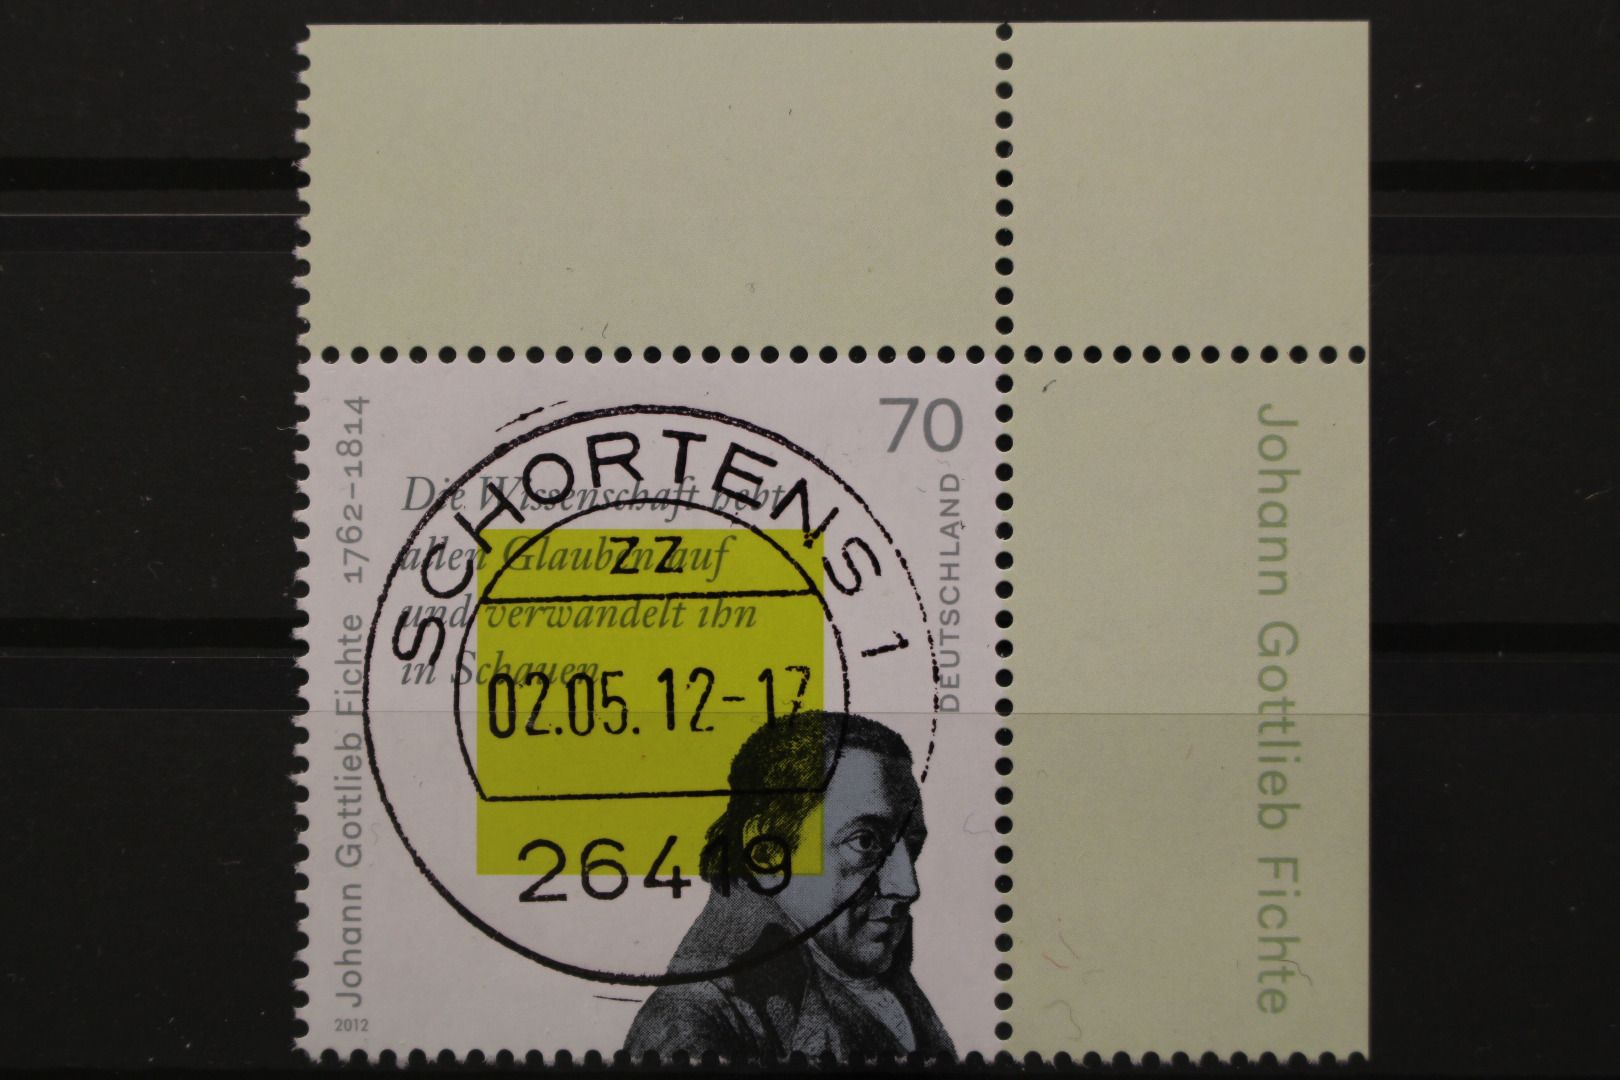 70
DEUTSCHLAND
Johann Gottlieb Fichte 1762–1814
2012
Die Wissenschaft hebt
allen Glauben auf
und verwandelt ihn
in Schauen.
SCHORTENS 1
zz
02.05.12-17
26419
Johann Gottlieb Fichte